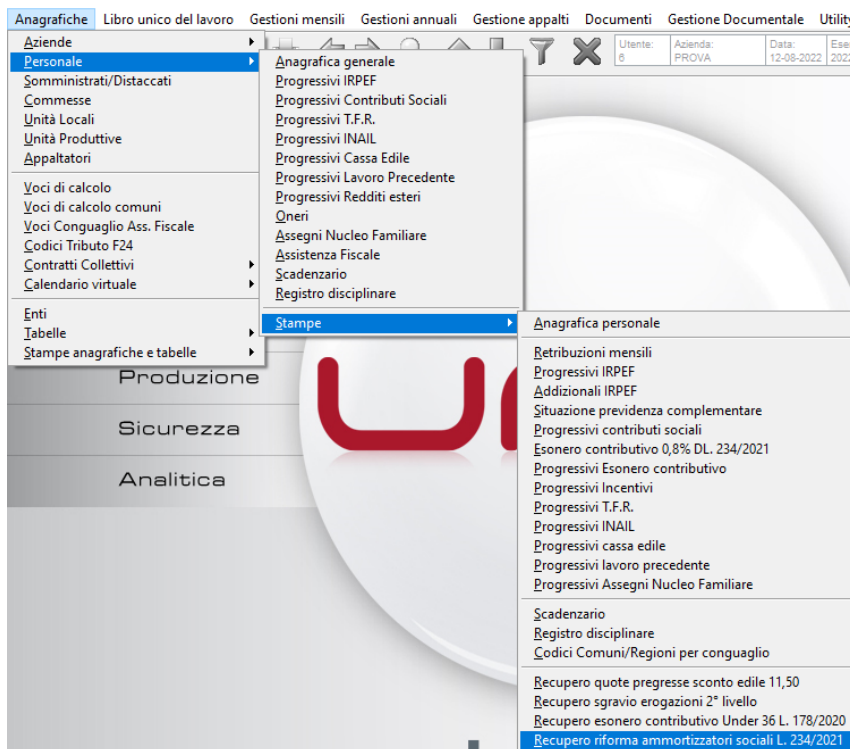 Anagrafiche Libro unico del lavoro Gestioni mensili Gestioni annuali Gestione appalti Documenti Gestione Documentale Utility
Utente: Azienda: Data: Ese
6 PROVA 12-08-2022 2022
Aziende
Personale
Somministrati/Distaccati
Commesse
Unità Locali
Unità Produttive
Appaltatori
Voci di calcolo
Voci di calcolo comuni
Voci Conguaglio Ass. Fiscale
Codici Tributo F24
Contratti Collettivi
Calendario virtuale
Enti
Tabelle
Stampe anagrafiche e tabelle
Anagrafica generale
Progressivi IRPEF
Progressivi Contributi Sociali
Progressivi T.F.R.
Progressivi INAIL
Progressivi Cassa Edile
Progressivi Lavoro Precedente
Progressivi Redditi esteri
Oneri
Assegni Nucleo Familiare
Assistenza Fiscale
Scadenzario
Registro disciplinare
Stampe
Anagrafica personale
Retribuzioni mensili
Progressivi IRPEF
Addizionali IRPEF
Situazione previdenza complementare
Progressivi contributi sociali
Esonero contributivo 0,8% DL. 234/2021
Progressivi Esonero contributivo
Progressivi Incentivi
Progressivi T.F.R.
Progressivi INAIL
Progressivi cassa edile
Progressivi lavoro precedente
Progressivi Assegni Nucleo Familiare
Scadenzario
Registro disciplinare
Codici Comuni/Regioni per conguaglio
Recupero quote pregresse sconto edile 11,50
Recupero sgravio erogazioni 2° livello
Recupero esonero contributivo Under 36 L. 178/2020
Recupero riforma ammortizzatori sociali L. 234/2021
Produzione
Sicurezza
Analitica